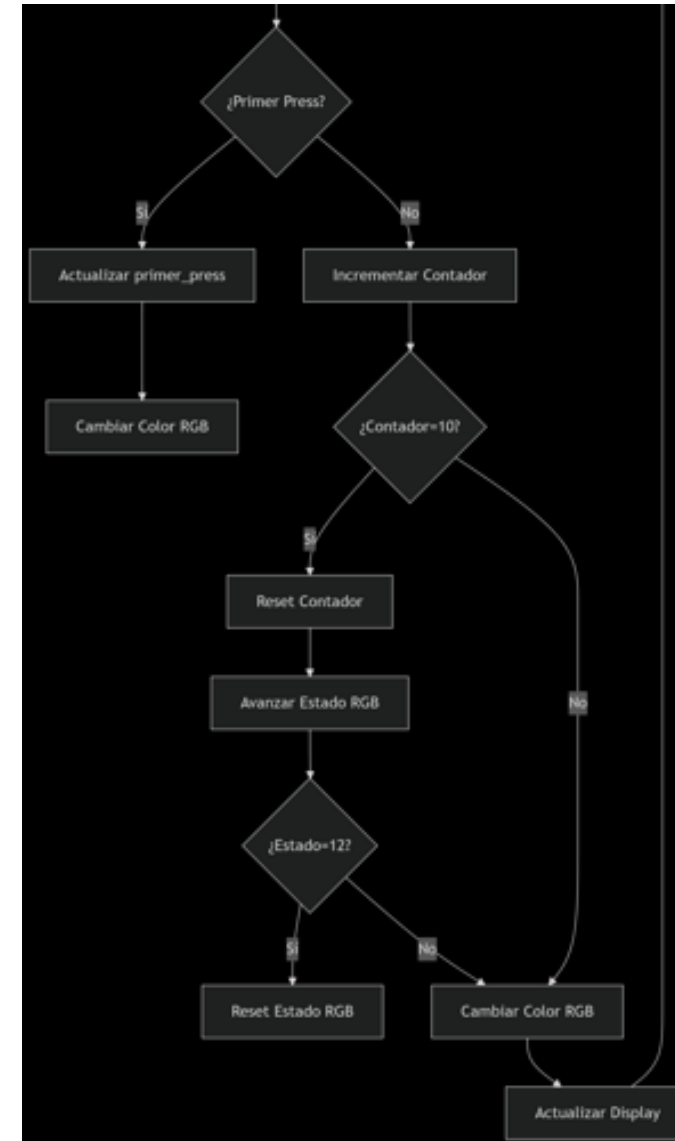 ¿Primer Press?
Sí
No
Actualizar primer_press
Incrementar Contador
Cambiar Color RGB
¿Contador=10?
Sí
Reset Contador
Avanzar Estado RGB
No
¿Estado=12?
Sí
No
Reset Estado RGB
Cambiar Color RGB
Actualizar Display